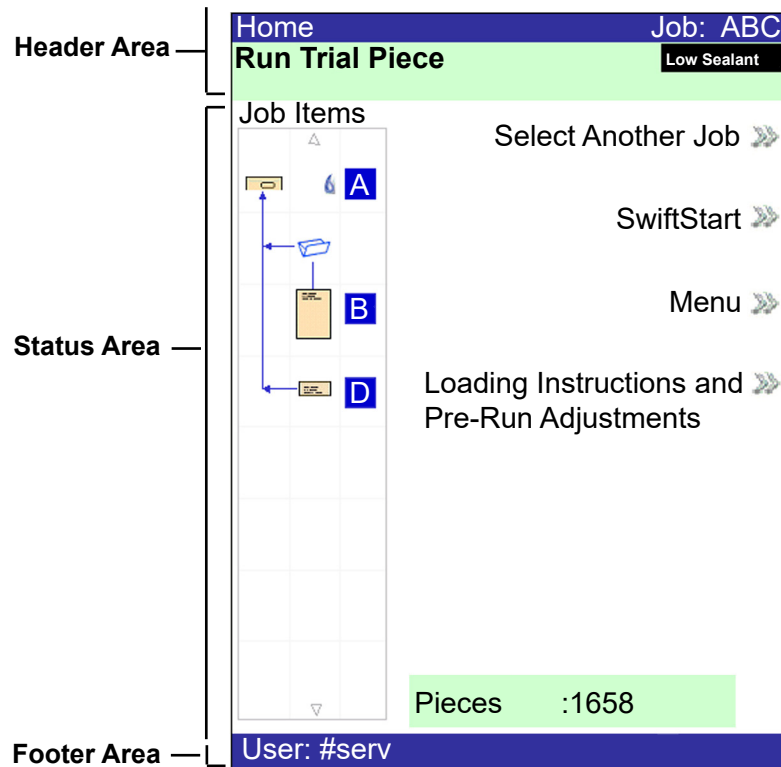 Header Area
Home Job: ABC
Run Trial Piece Low Sealant
Status Area
Job Items
A
B
D
Select Another Job
SwiftStart
Menu
Loading Instructions and
Pre-Run Adjustments
Pieces :1658
Footer Area
User: #serv